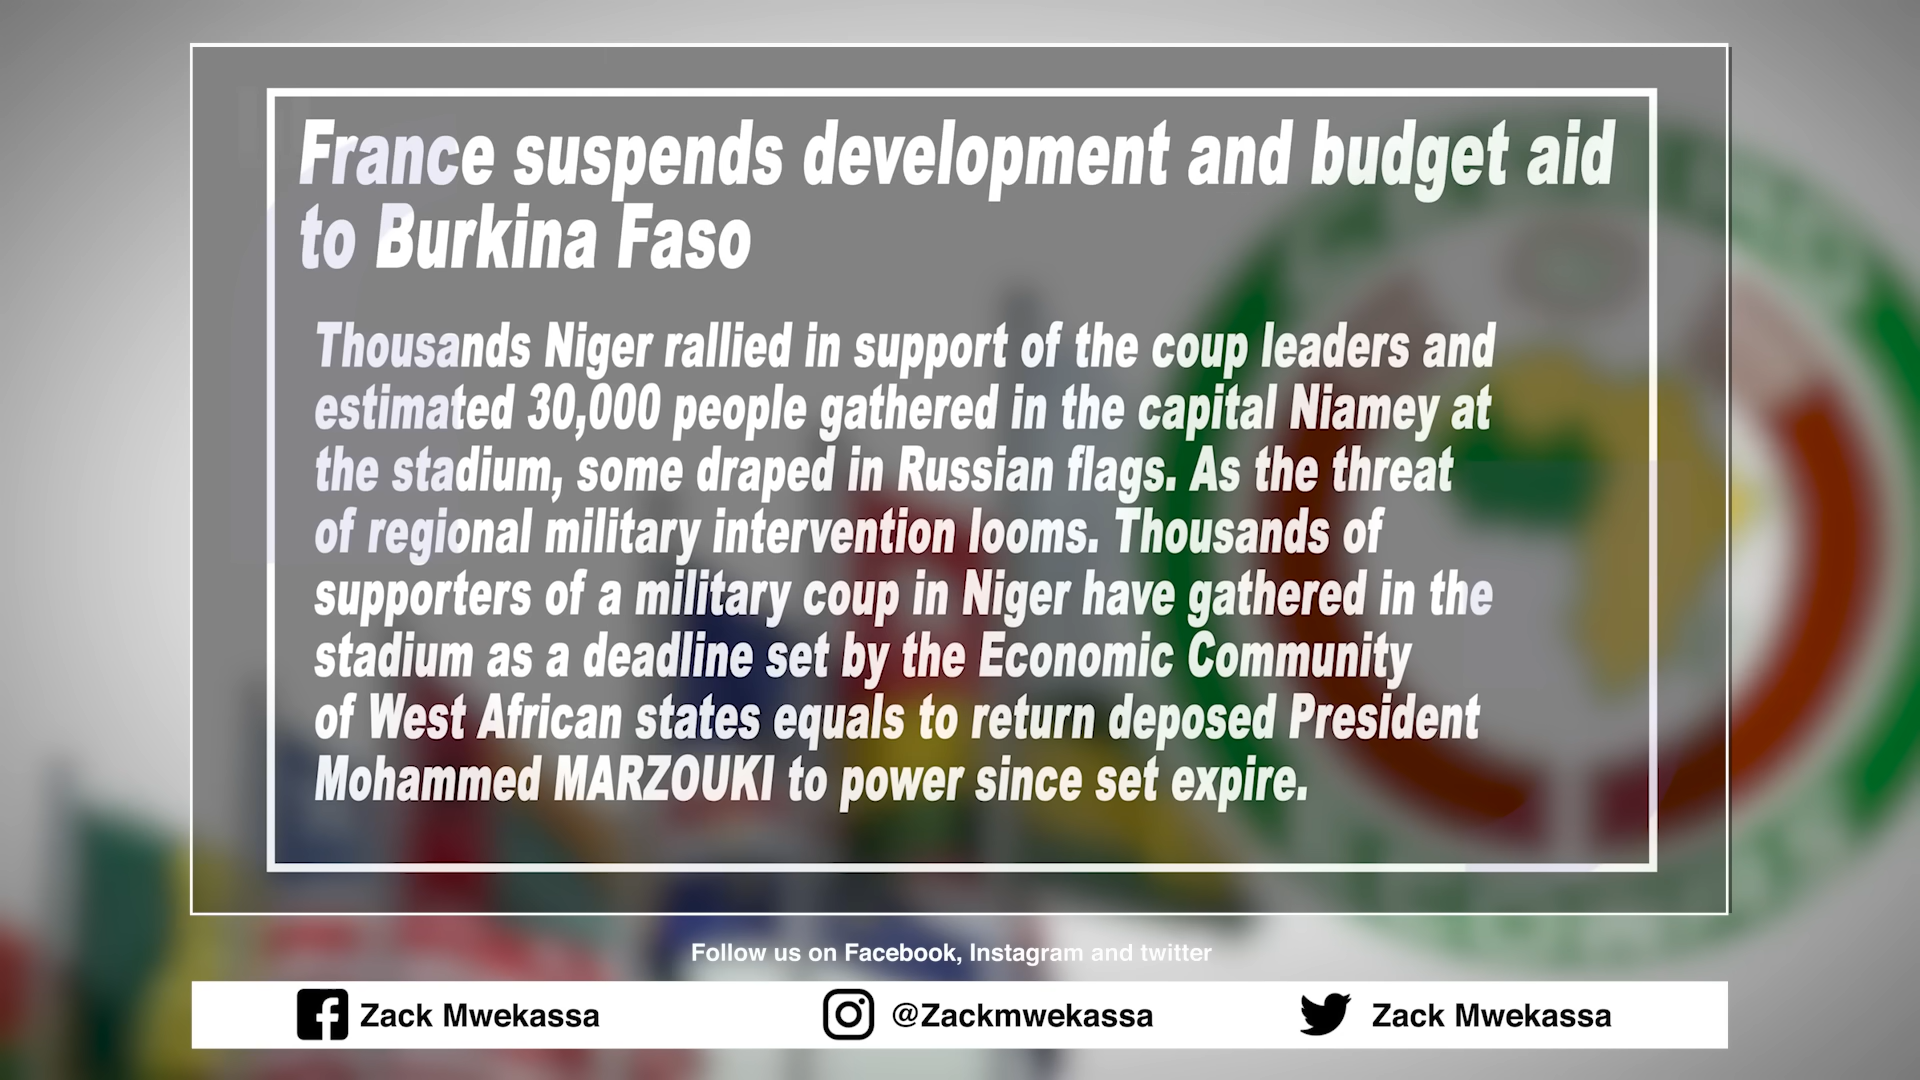 France suspends development and budget aid
to Burkina Faso
Thousands Niger rallied in support of the coup leaders and
estimated 30,000 people gathered in the capital Niamey at
the stadium, some draped in Russian flags. As the threat
of regional military intervention looms. Thousands of
supporters of a military coup in Niger have gathered in the
stadium as a deadline set by the Economic Community
of West African states equals to return deposed President
Mohammed MARZOUKI to power since set expire.
Follow us on Facebook, Instagram and twitter
Zack Mwekassa @Zackmwekassa Zack Mwekassa